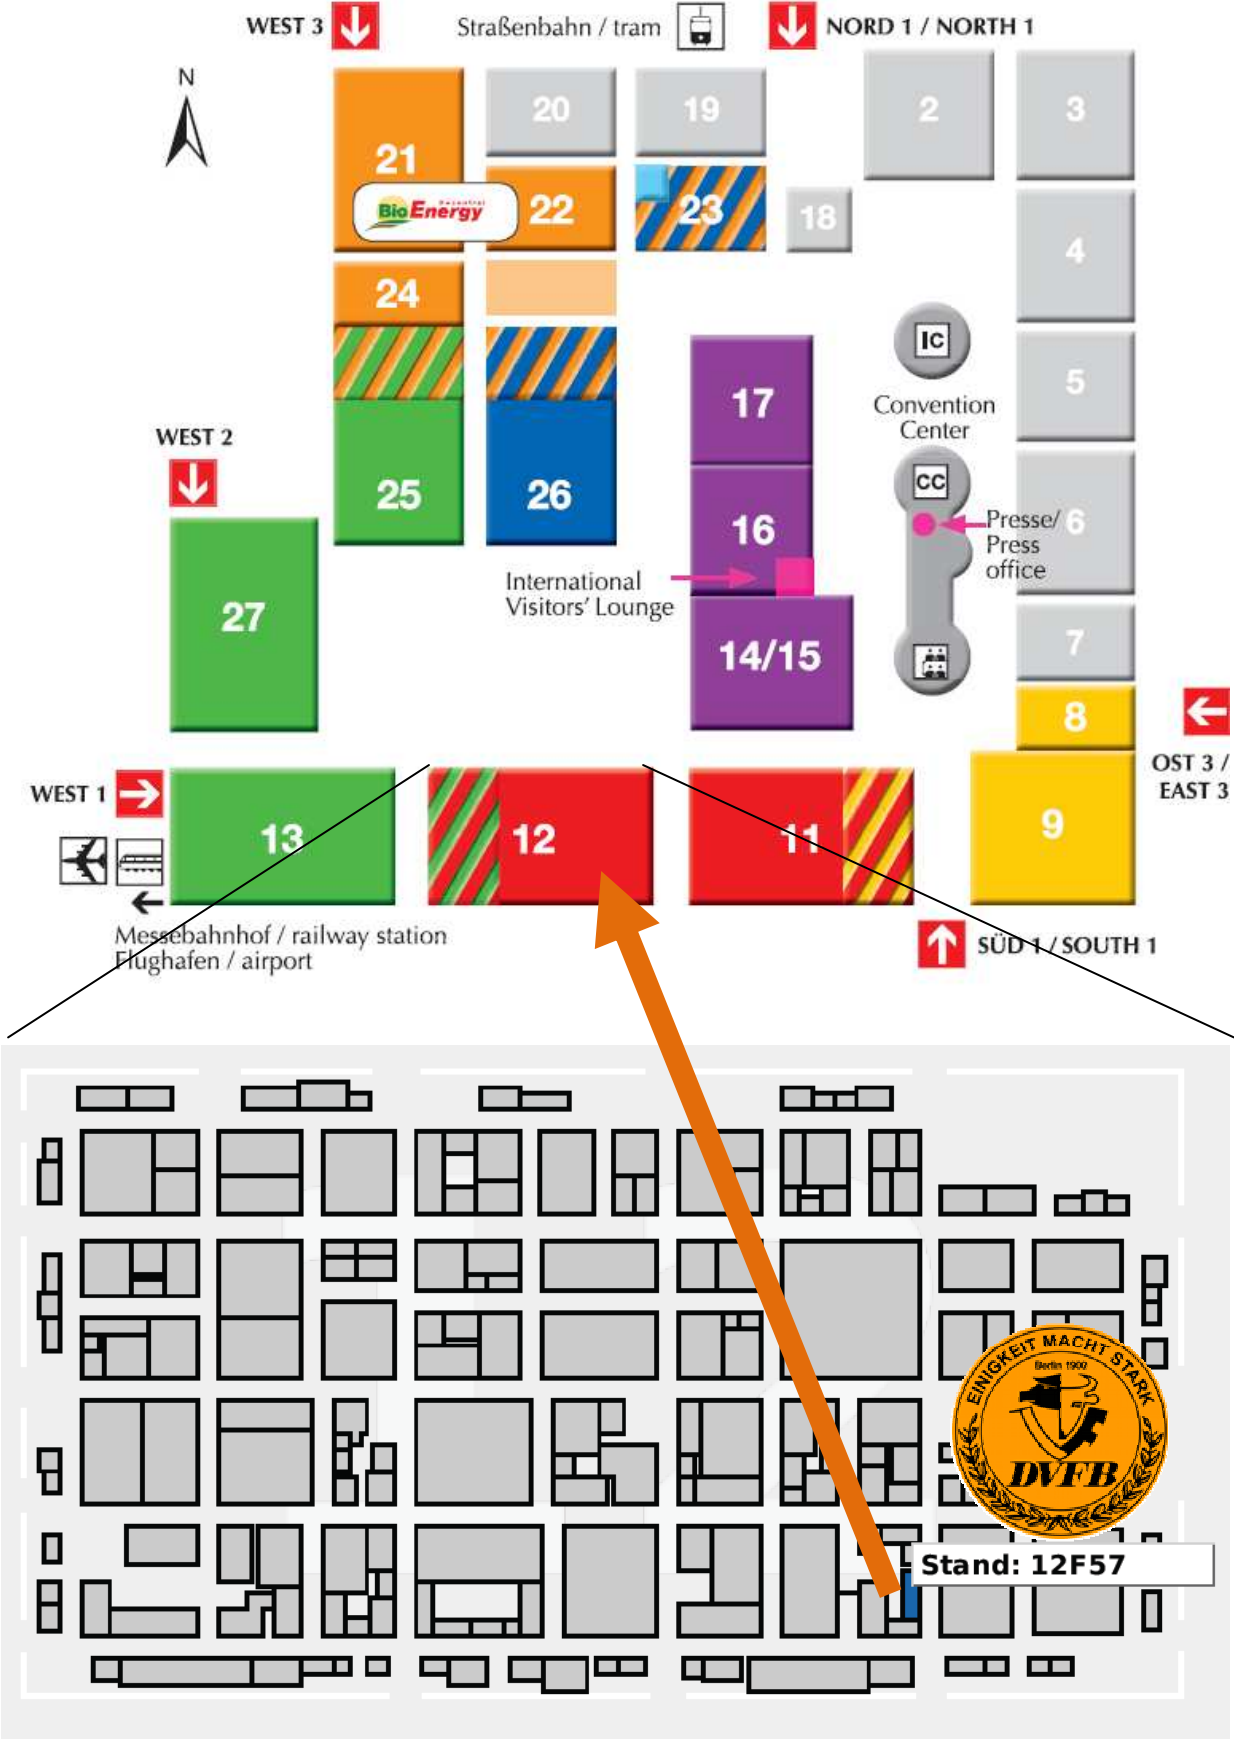 WEST 3
Straßenbahn / tram
NORD 1 / NORTH 1
N
20
19
2
3
21
22
23
18
4
Dezentral
BioEnergy
24
IC
17
5
Convention
Center
WEST 2
25
26
CC
16
Presse/
Press
office
6
International
Visitors' Lounge
27
14/15
7
8
OST 3 /
EAST 3
WEST 1
13
12
11
9
Messebahnhof / railway station
Flughafen / airport
SÜD 1 / SOUTH 1
EINIGKEIT MACHT STARK
Berlin 1900
DVFB
Stand: 12F57